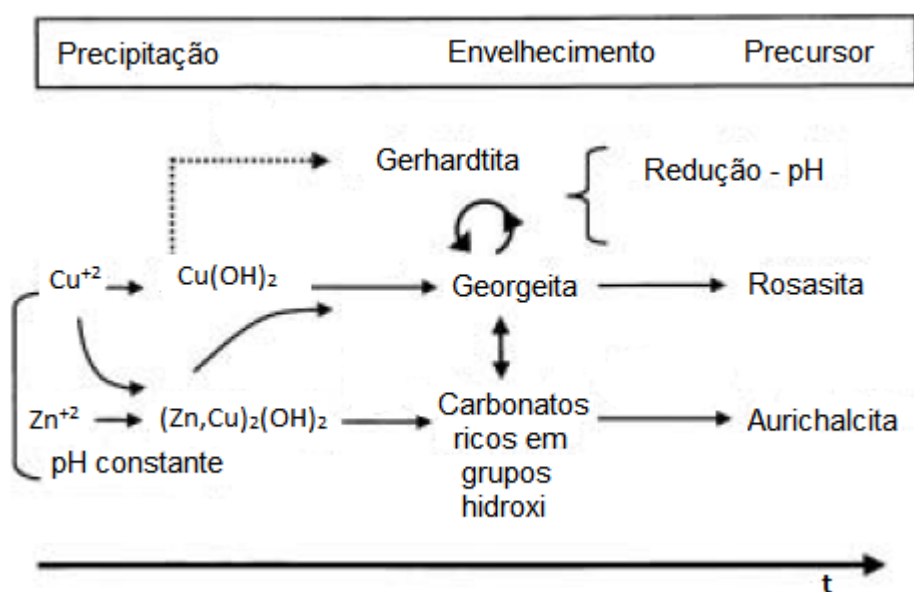 Precipitação Envelhecimento Precursor
Gerhardtita
Redução - pH
Cu+2
Cu(OH)2
Georgeita
Rosasita
Zn+2
(Zn,Cu)2(OH)2
Carbonatos
ricos em
grupos
hidroxi
Aurichalcita
pH constante
t